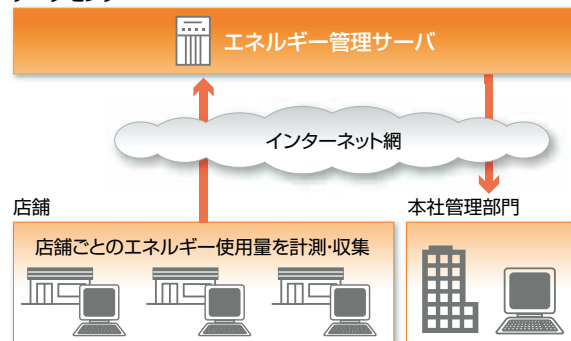 エネルギー管理サーバ
インターネット網
店舗
本社管理部門
店舗ごとのエネルギー使用量を計測・収集